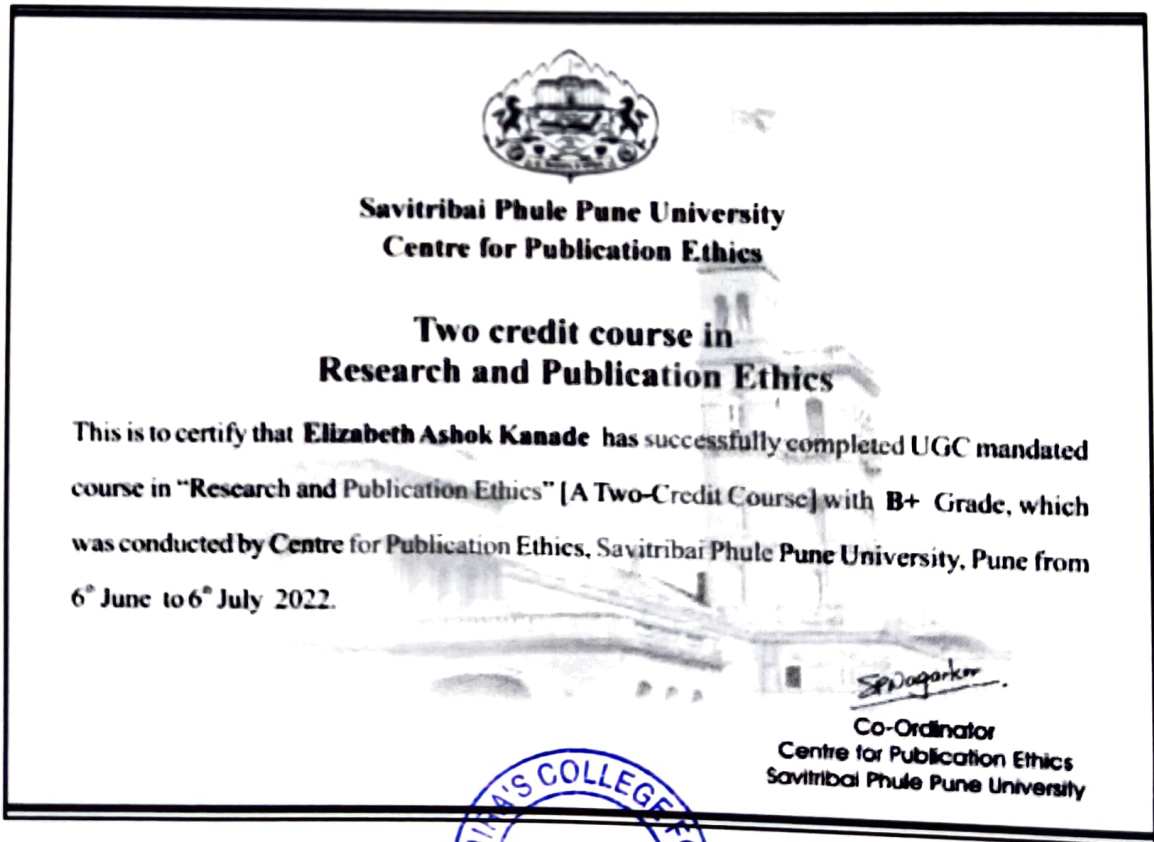 Savitribai Phule Pune University
Centre for Publication Ethics
Two credit course in
Research and Publication Ethics
This is to certify that Elizabeth Ashok Kanade has successfully completed UGC mandated
course in “Research and Publication Ethics” [A Two-Credit Course] with B+ Grade, which
was conducted by Centre for Publication Ethics, Savitribai Phule Pune University, Pune from
6th June to 6th July 2022.
SPNagarkar
Co-Ordinator
Centre for Publication Ethics
Savitribai Phule Pune University
COLLEGE